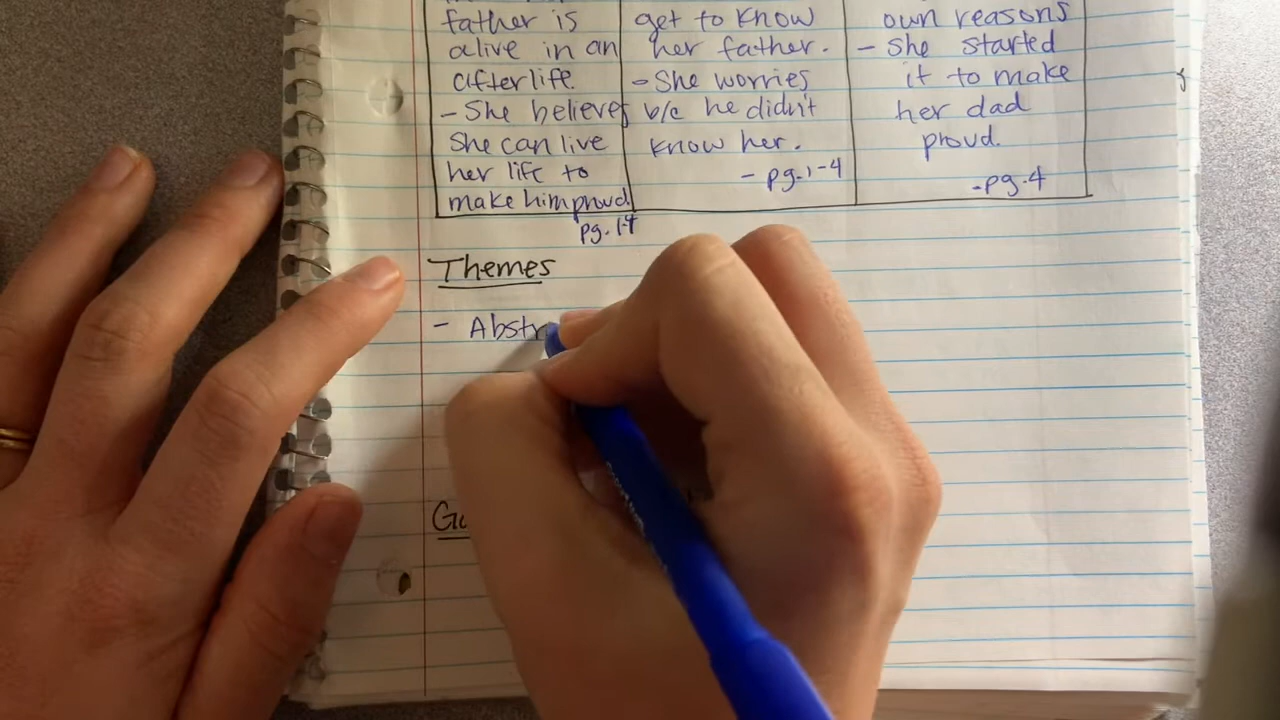 father is
alive in an
afterlife.
- She believes
she can live
her life to
make him proud.
pg. 1-4
get to know
her father.
- She worries
b/c he didn't
know her.
- pg. 1-4
own reasons
- She started
it to make
her dad
proud.
- pg. 4
Themes
- Abstr